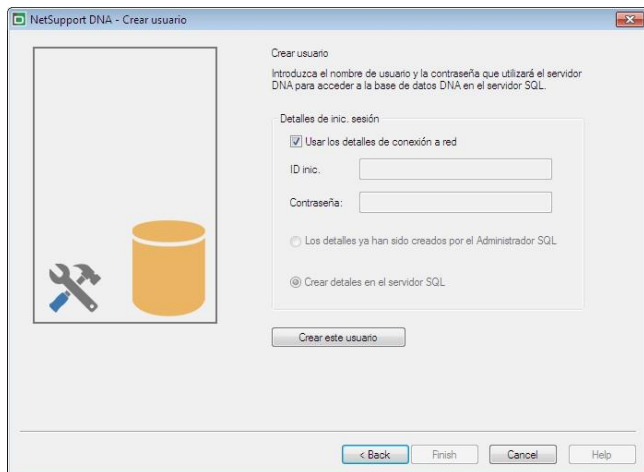 NetSupport DNA - Crear usuario
Crear usuario
Introduzca el nombre de usuario y la contraseña que utilizará el servidor
DNA para acceder a la base de datos DNA en el servidor SQL.
Detalles de inic. sesión
Usar los detalles de conexión a red
ID inic.
Contraseña:
Los detalles ya han sido creados por el Administrador SQL
Crear detales en el servidor SQL
Crear este usuario
< Back
Finish
Cancel
Help